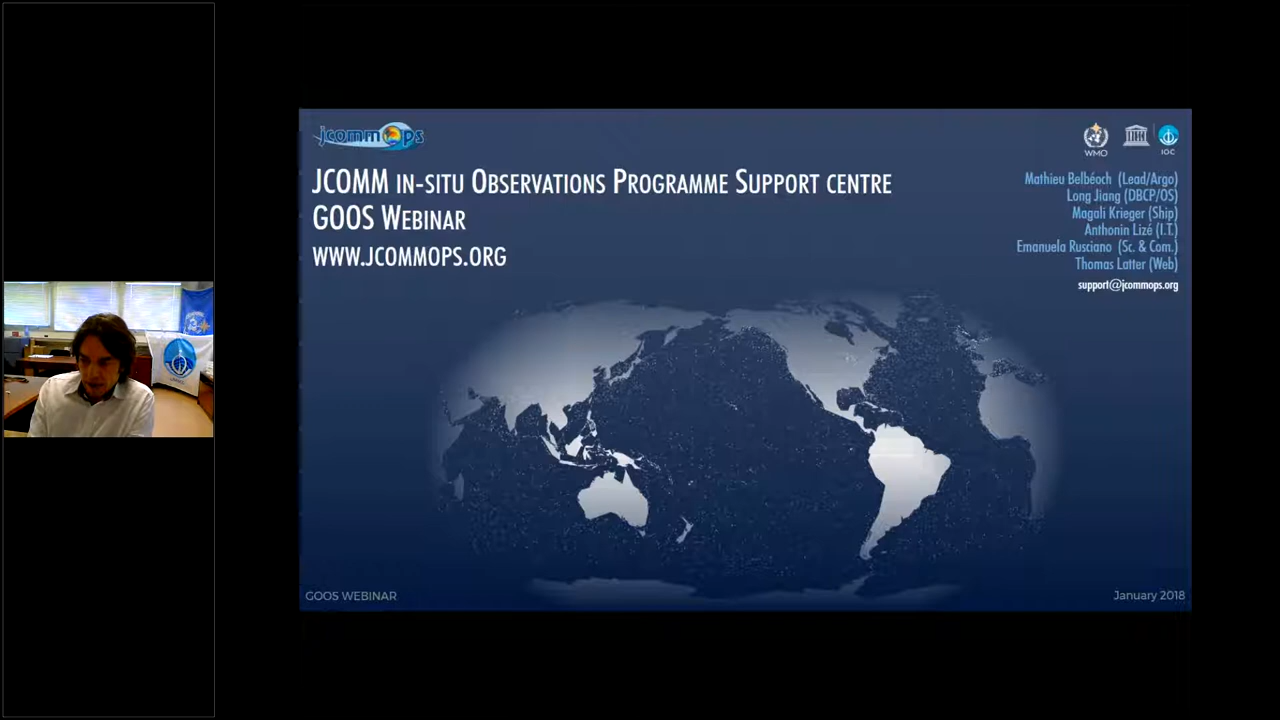 jcommops
JCOMM IN-SITU OBSERVATIONS PROGRAMME SUPPORT CENTRE
GOOS WEBINAR
WWW.JCOMMOPS.ORG
WMO
IOC
Mathieu Belbéoch (Lead/Argo)
Long Jiang (DBCP/OS)
Magali Krieger (Ship)
Anthonin Lizé (I.T.)
Emanuela Rusciano (Sc. & Com.)
Thomas Latter (Web)
support@jcommops.org
GOOS WEBINAR
January 2018